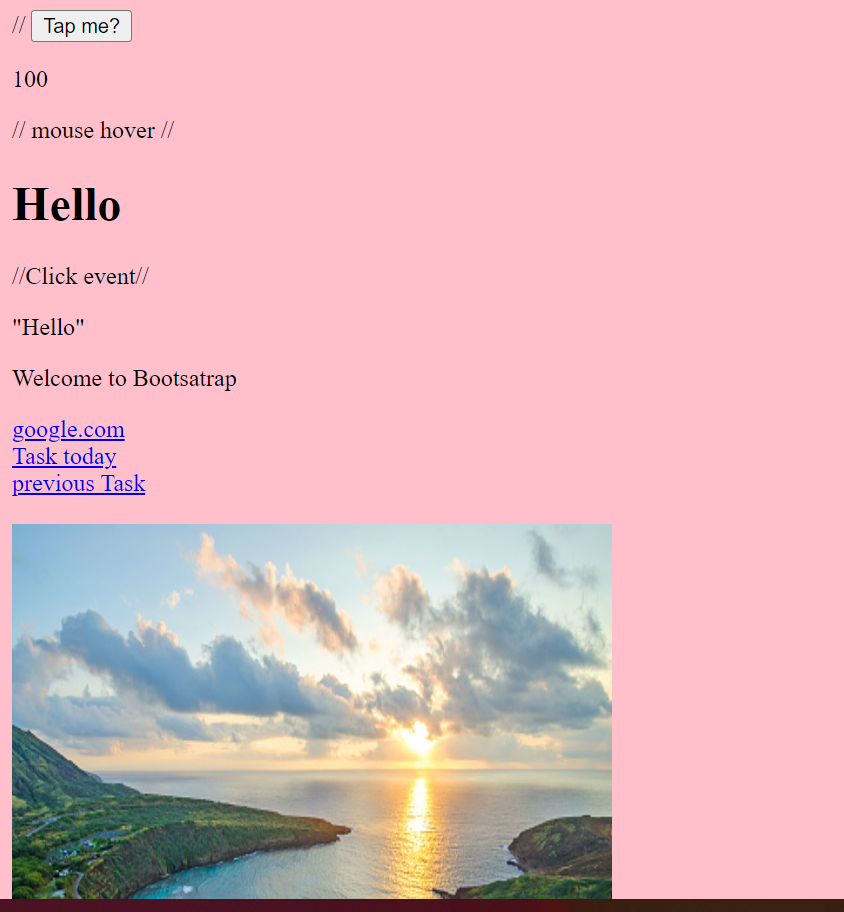 // Tap me?
100
// mouse hover //
Hello
//Click event//
"Hello"
Welcome to Bootsatrap
google.com
Task today
previous Task